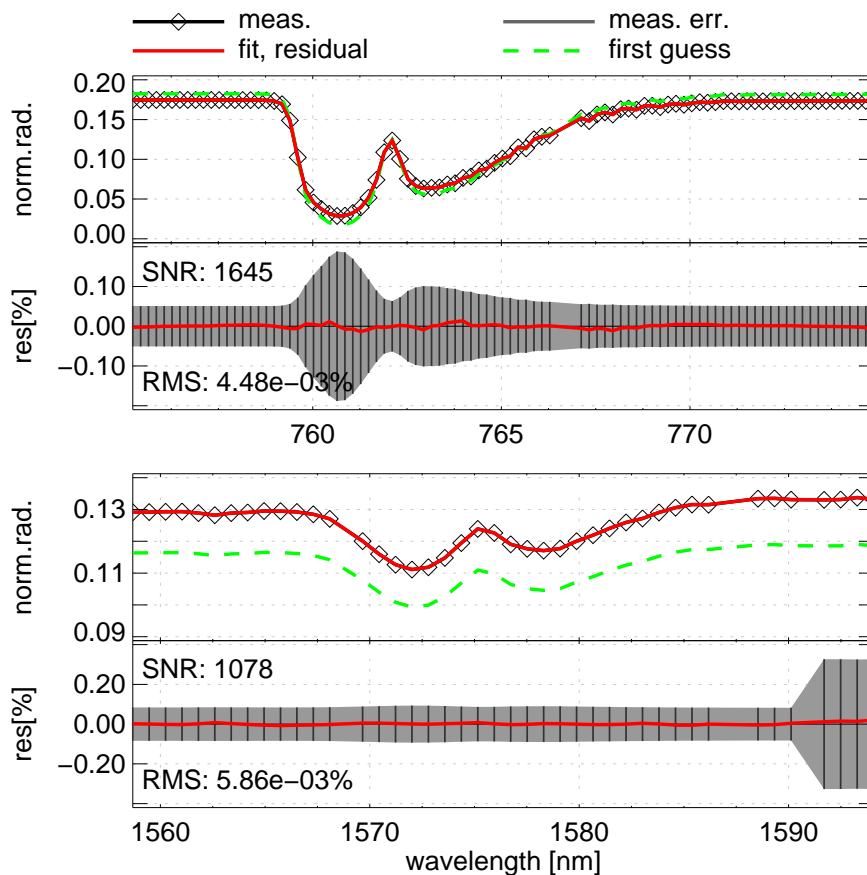 meas. meas. err.
fit, residual first guess
norm.rad.
0.20
0.15
0.10
0.05
0.00
res[%]
SNR: 1645
0.10
0.00
−0.10
RMS: 4.48e−03%
760 765 770
norm.rad.
0.13
0.11
0.09
res[%]
SNR: 1078
0.20
0.00
−0.20
RMS: 5.86e−03%
1560 1570 1580 1590
wavelength [nm]